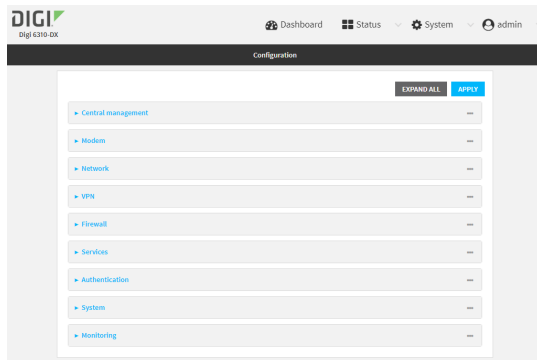 DIGI
Digi 6310-DX
Dashboard Status System admin
Configuration
EXPAND ALL APPLY
Central management
Modem
Network
VPN
Firewall
Services
Authentication
System
Monitoring